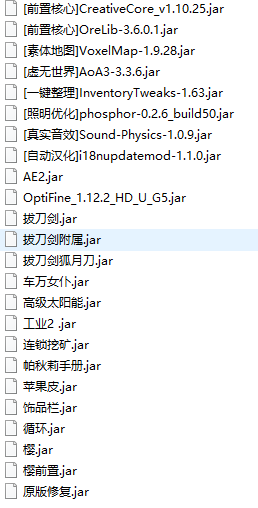 [前置核心]CreativeCore_v1.10.25.jar
[前置核心]OreLib-3.6.0.1.jar
[素体地图]VoxelMap-1.9.28.jar
[虚无世界]AoA3-3.3.6.jar
[一键整理]InventoryTweaks-1.63.jar
[照明优化]phosphor-0.2.6_build50.jar
[真实音效]Sound-Physics-1.0.9.jar
[自动汉化]i18nupdatemod-1.1.0.jar
AE2.jar
OptiFine_1.12.2_HD_U_G5.jar
拔刀剑.jar
拔刀剑附属.jar
拔刀剑狐月刀.jar
车万女仆.jar
高级太阳能.jar
工业2 .jar
连锁挖矿.jar
帕秋莉手册.jar
苹果皮.jar
饰品栏.jar
循环.jar
樱.jar
樱前置.jar
原版修复.jar